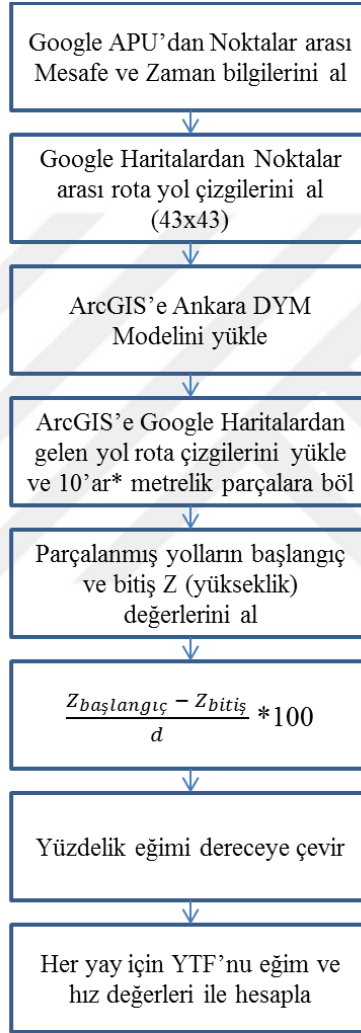 Google APU’dan Noktalar arası
Mesafe ve Zaman bilgilerini al
Google Haritalardan Noktalar
arası rota yol çizgilerini al
(43x43)
ArcGIS’e Ankara DYM
Modelini yükle
ArcGIS’e Google Haritalardan
gelen yol rota çizgilerini yükle
ve 10’ar* metrelik parçalara böl
Parçalanmış yolların başlangıç
ve bitiş Z (yükseklik)
değerlerini al
(Z_başlangıç − Z_bitiş) / d *100
Yüzdelik eğimi dereceye çevir
Her yay için YTF’nu eğim ve
hız değerleri ile hesapla